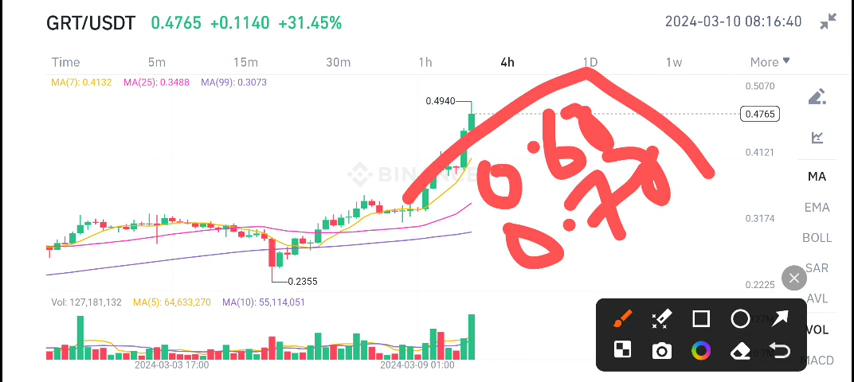 GRT/USDT 0.4765 +0.1140 +31.45% 2024-03-10 08:16:40
Time 5m 15m 30m 1h 4h 1D 1w More
MA(7): 0.4132 MA(25): 0.3488 MA(99): 0.3073
0.5070
0.4940
0.4765
0.4121
BINANCE
MA
0.60
0.70
EMA
0.3174
BOLL
SAR
0.2355
0.2225
AVL
Vol: 127,181,132 MA(5): 64,633,270 MA(10): 55,114,051
VOL
MACD
2024-03-03 17:00 2024-03-09 01:00